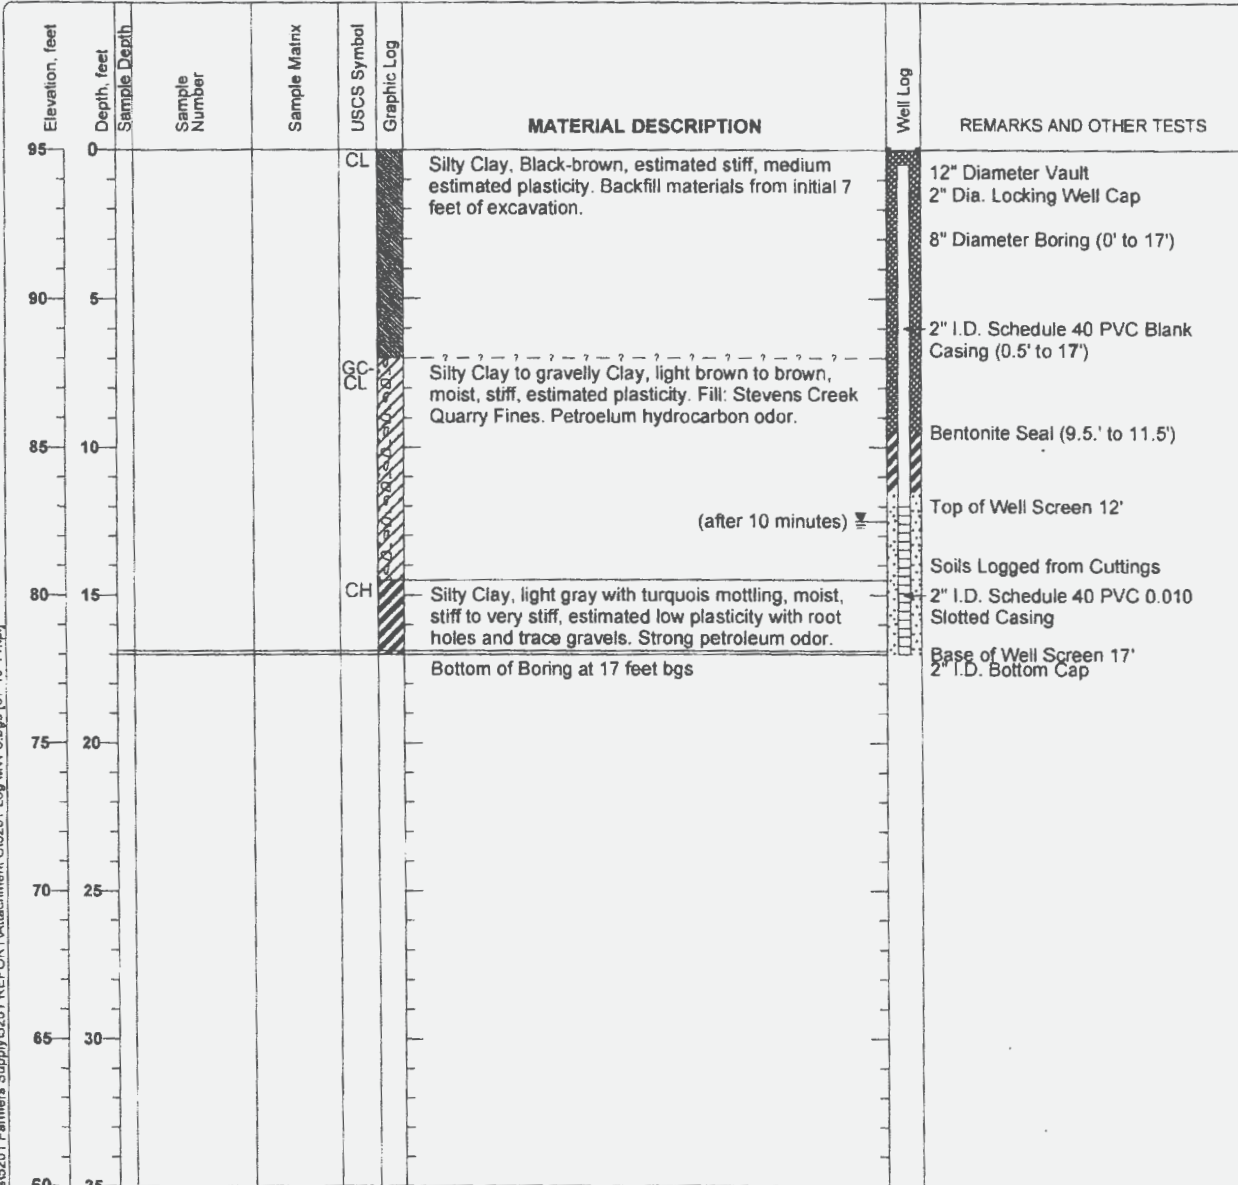 Elevation, feet
Depth, feet
Sample Depth
Sample
Number
Sample Matrix
USCS Symbol
Graphic Log
MATERIAL DESCRIPTION
Well Log
REMARKS AND OTHER TESTS
95 0
CL
Silty Clay, Black-brown, estimated stiff, medium
estimated plasticity. Backfill materials from initial 7
feet of excavation.
12" Diameter Vault
2" Dia. Locking Well Cap
8" Diameter Boring (0' to 17')
90 5
2" I.D. Schedule 40 PVC Blank
Casing (0.5' to 17')
? ? ? ? ? ? ? ? ? ? ? ?
GC-
CL
Silty Clay to gravelly Clay, light brown to brown,
moist, stiff, estimated plasticity. Fill: Stevens Creek
Quarry Fines. Petroelum hydrocarbon odor.
85 10
Bentonite Seal (9.5.' to 11.5')
Top of Well Screen 12'
(after 10 minutes)
Soils Logged from Cuttings
80 15
CH
Silty Clay, light gray with turquois mottling, moist,
stiff to very stiff, estimated low plasticity with root
holes and trace gravels. Strong petroleum odor.
2" I.D. Schedule 40 PVC 0.010
Slotted Casing
Base of Well Screen 17'
2" I.D. Bottom Cap
Bottom of Boring at 17 feet bgs
75 20
70 25
65 30
60 35
Farmers Supply